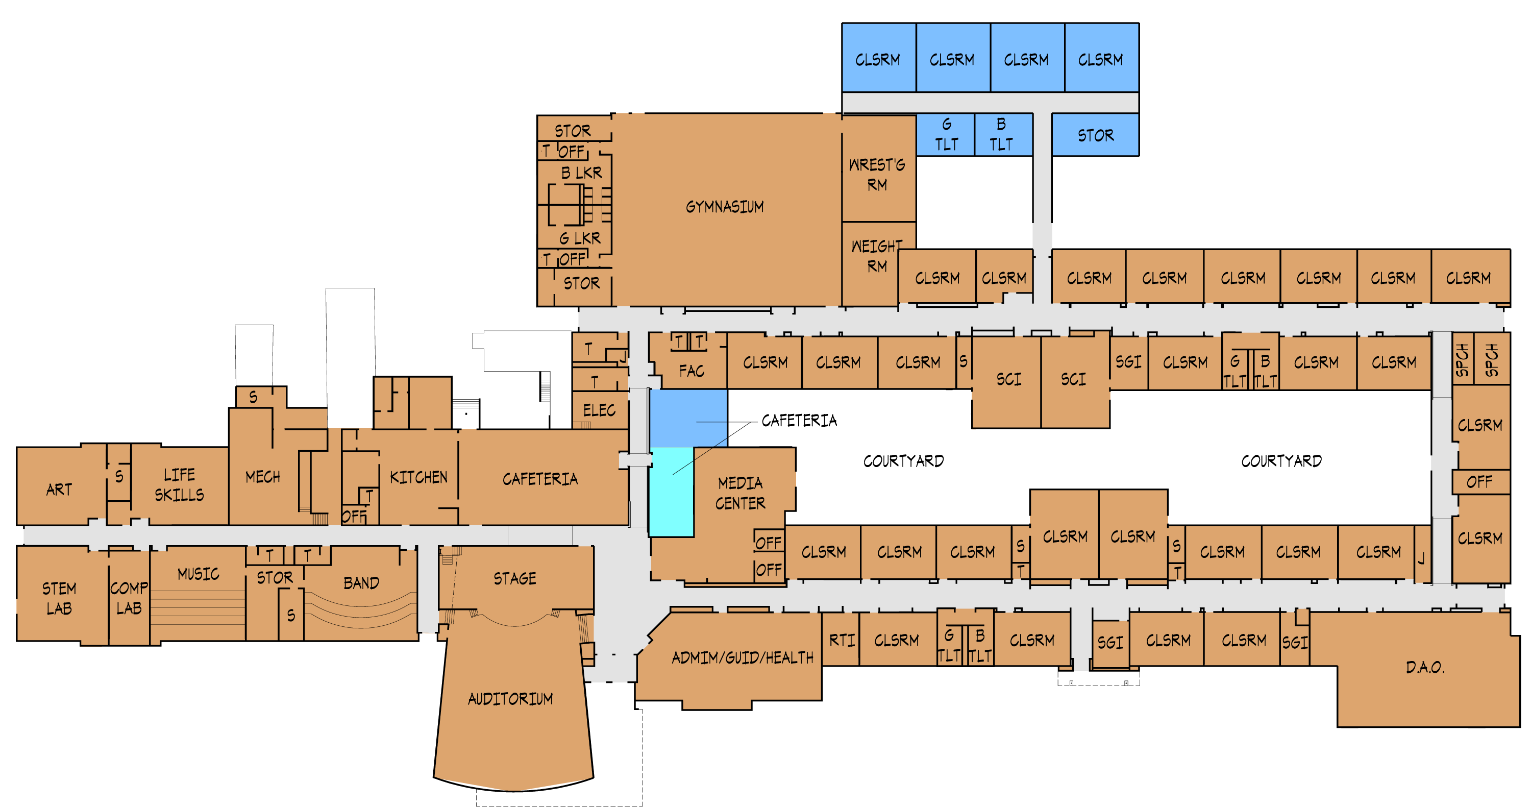 CLSRM CLSRM CLSRM CLSRM
G TLT
B TLT
STOR
STOR
T OFF
B LKR
G LKR
T OFF
STOR
GYMNASIUM
WREST'G
RM
WEIGHT
RM
CLSRM CLSRM CLSRM CLSRM CLSRM CLSRM CLSRM CLSRM
T
J
T
ELEC
T T
FAC
CLSRM CLSRM CLSRM S
SCI SCI
SGI CLSRM
G TLT
B TLT
CLSRM CLSRM
SPCH SPCH
CLSRM
OFF
CLSRM
CAFETERIA
COURTYARD COURTYARD
S
ART
S
LIFE
SKILLS
MECH
T
OFF
KITCHEN
CAFETERIA
MEDIA
CENTER
OFF
OFF
CLSRM CLSRM CLSRM
S
T
CLSRM CLSRM
S
T
CLSRM CLSRM CLSRM
J
STEM
LAB
COMP
LAB
MUSIC
T T
STOR
S
BAND
STAGE
AUDITORIUM
ADMIM/GUID/HEALTH
RTI CLSRM
G TLT
B TLT
CLSRM
SGI CLSRM CLSRM SGI
D.A.O.